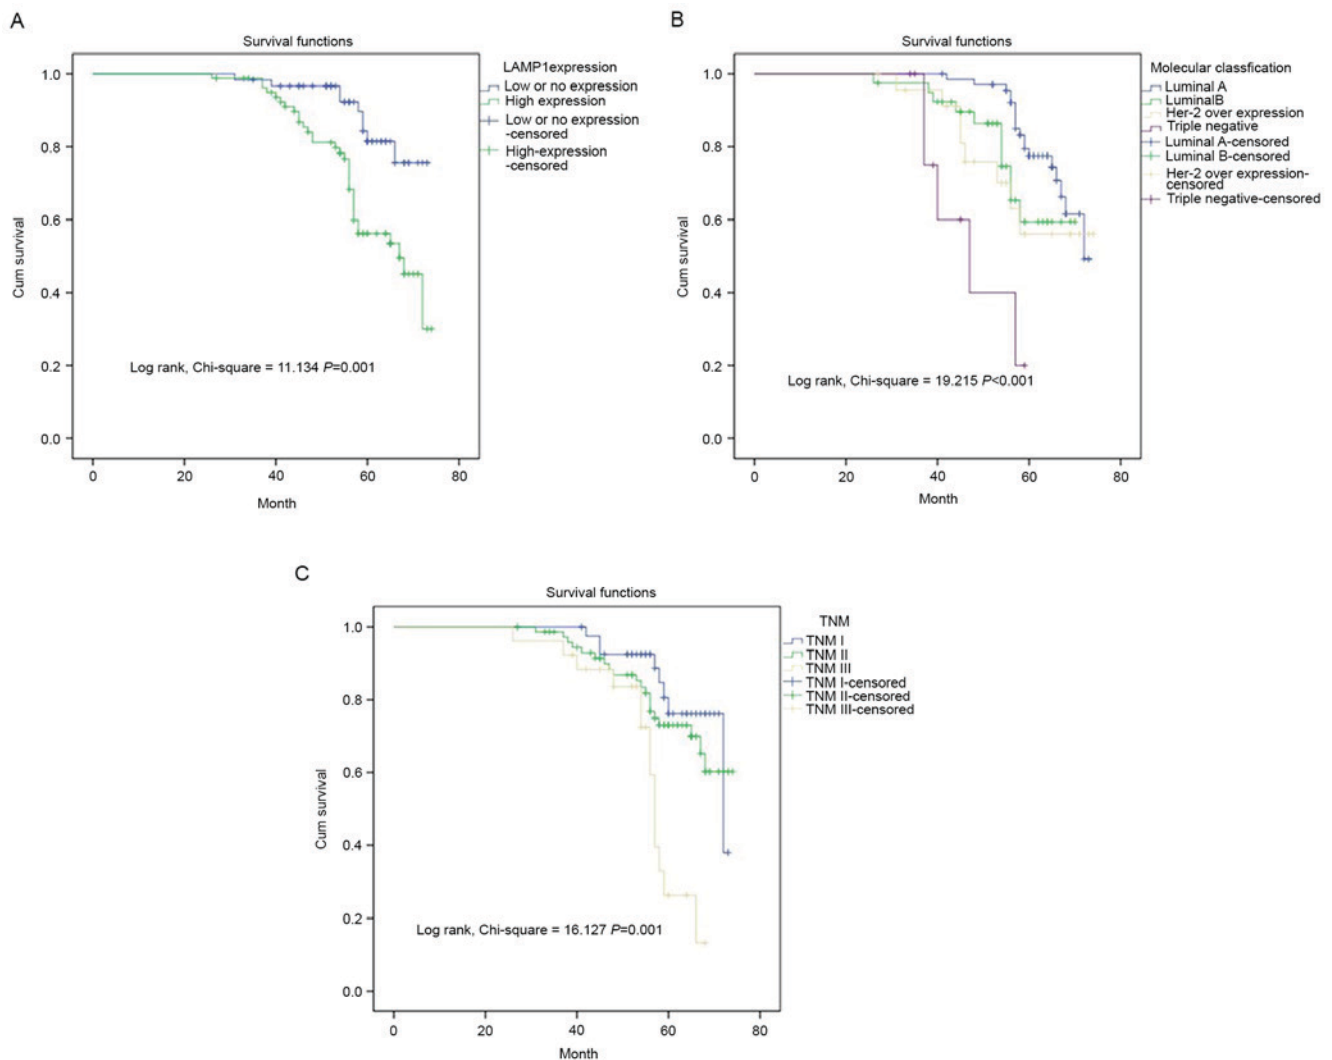 A
Survival functions
LAMP1expression
Low or no expression
High expression
Low or no expression
-censored
High-expression
-censored
1.0
0.8
0.6
0.4
0.2
0.0
Cum survival
Log rank, Chi-square = 11.134 P=0.001
0 20 40 60 80
Month
B
Survival functions
Molecular classfication
Luminal A
LuminalB
Her-2 over expression
Triple negative
Luminal A-censored
Luminal B-censored
Her-2 over expression-
censored
Triple negative-censored
1.0
0.8
0.6
0.4
0.2
0.0
Cum survival
Log rank, Chi-square = 19.215 P<0.001
0 20 40 60 80
Month
C
Survival functions
TNM
TNM I
TNM II
TNM III
TNM I-censored
TNM II-censored
TNM III-censored
1.0
0.8
0.6
0.4
0.2
0.0
Cum survival
Log rank, Chi-square = 16.127 P=0.001
0 20 40 60 80
Month